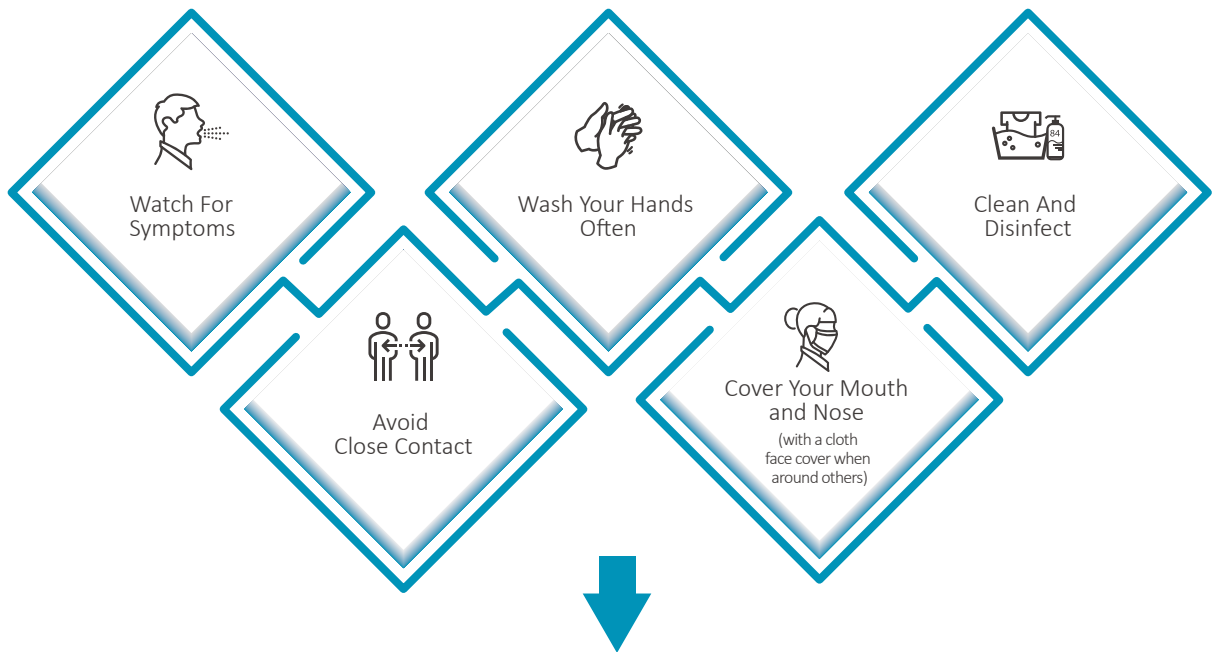 Watch For
Symptoms
Avoid
Close Contact
Wash Your Hands
Often
Cover Your Mouth
and Nose
(with a cloth
face cover when
around others)
Clean And
Disinfect
84